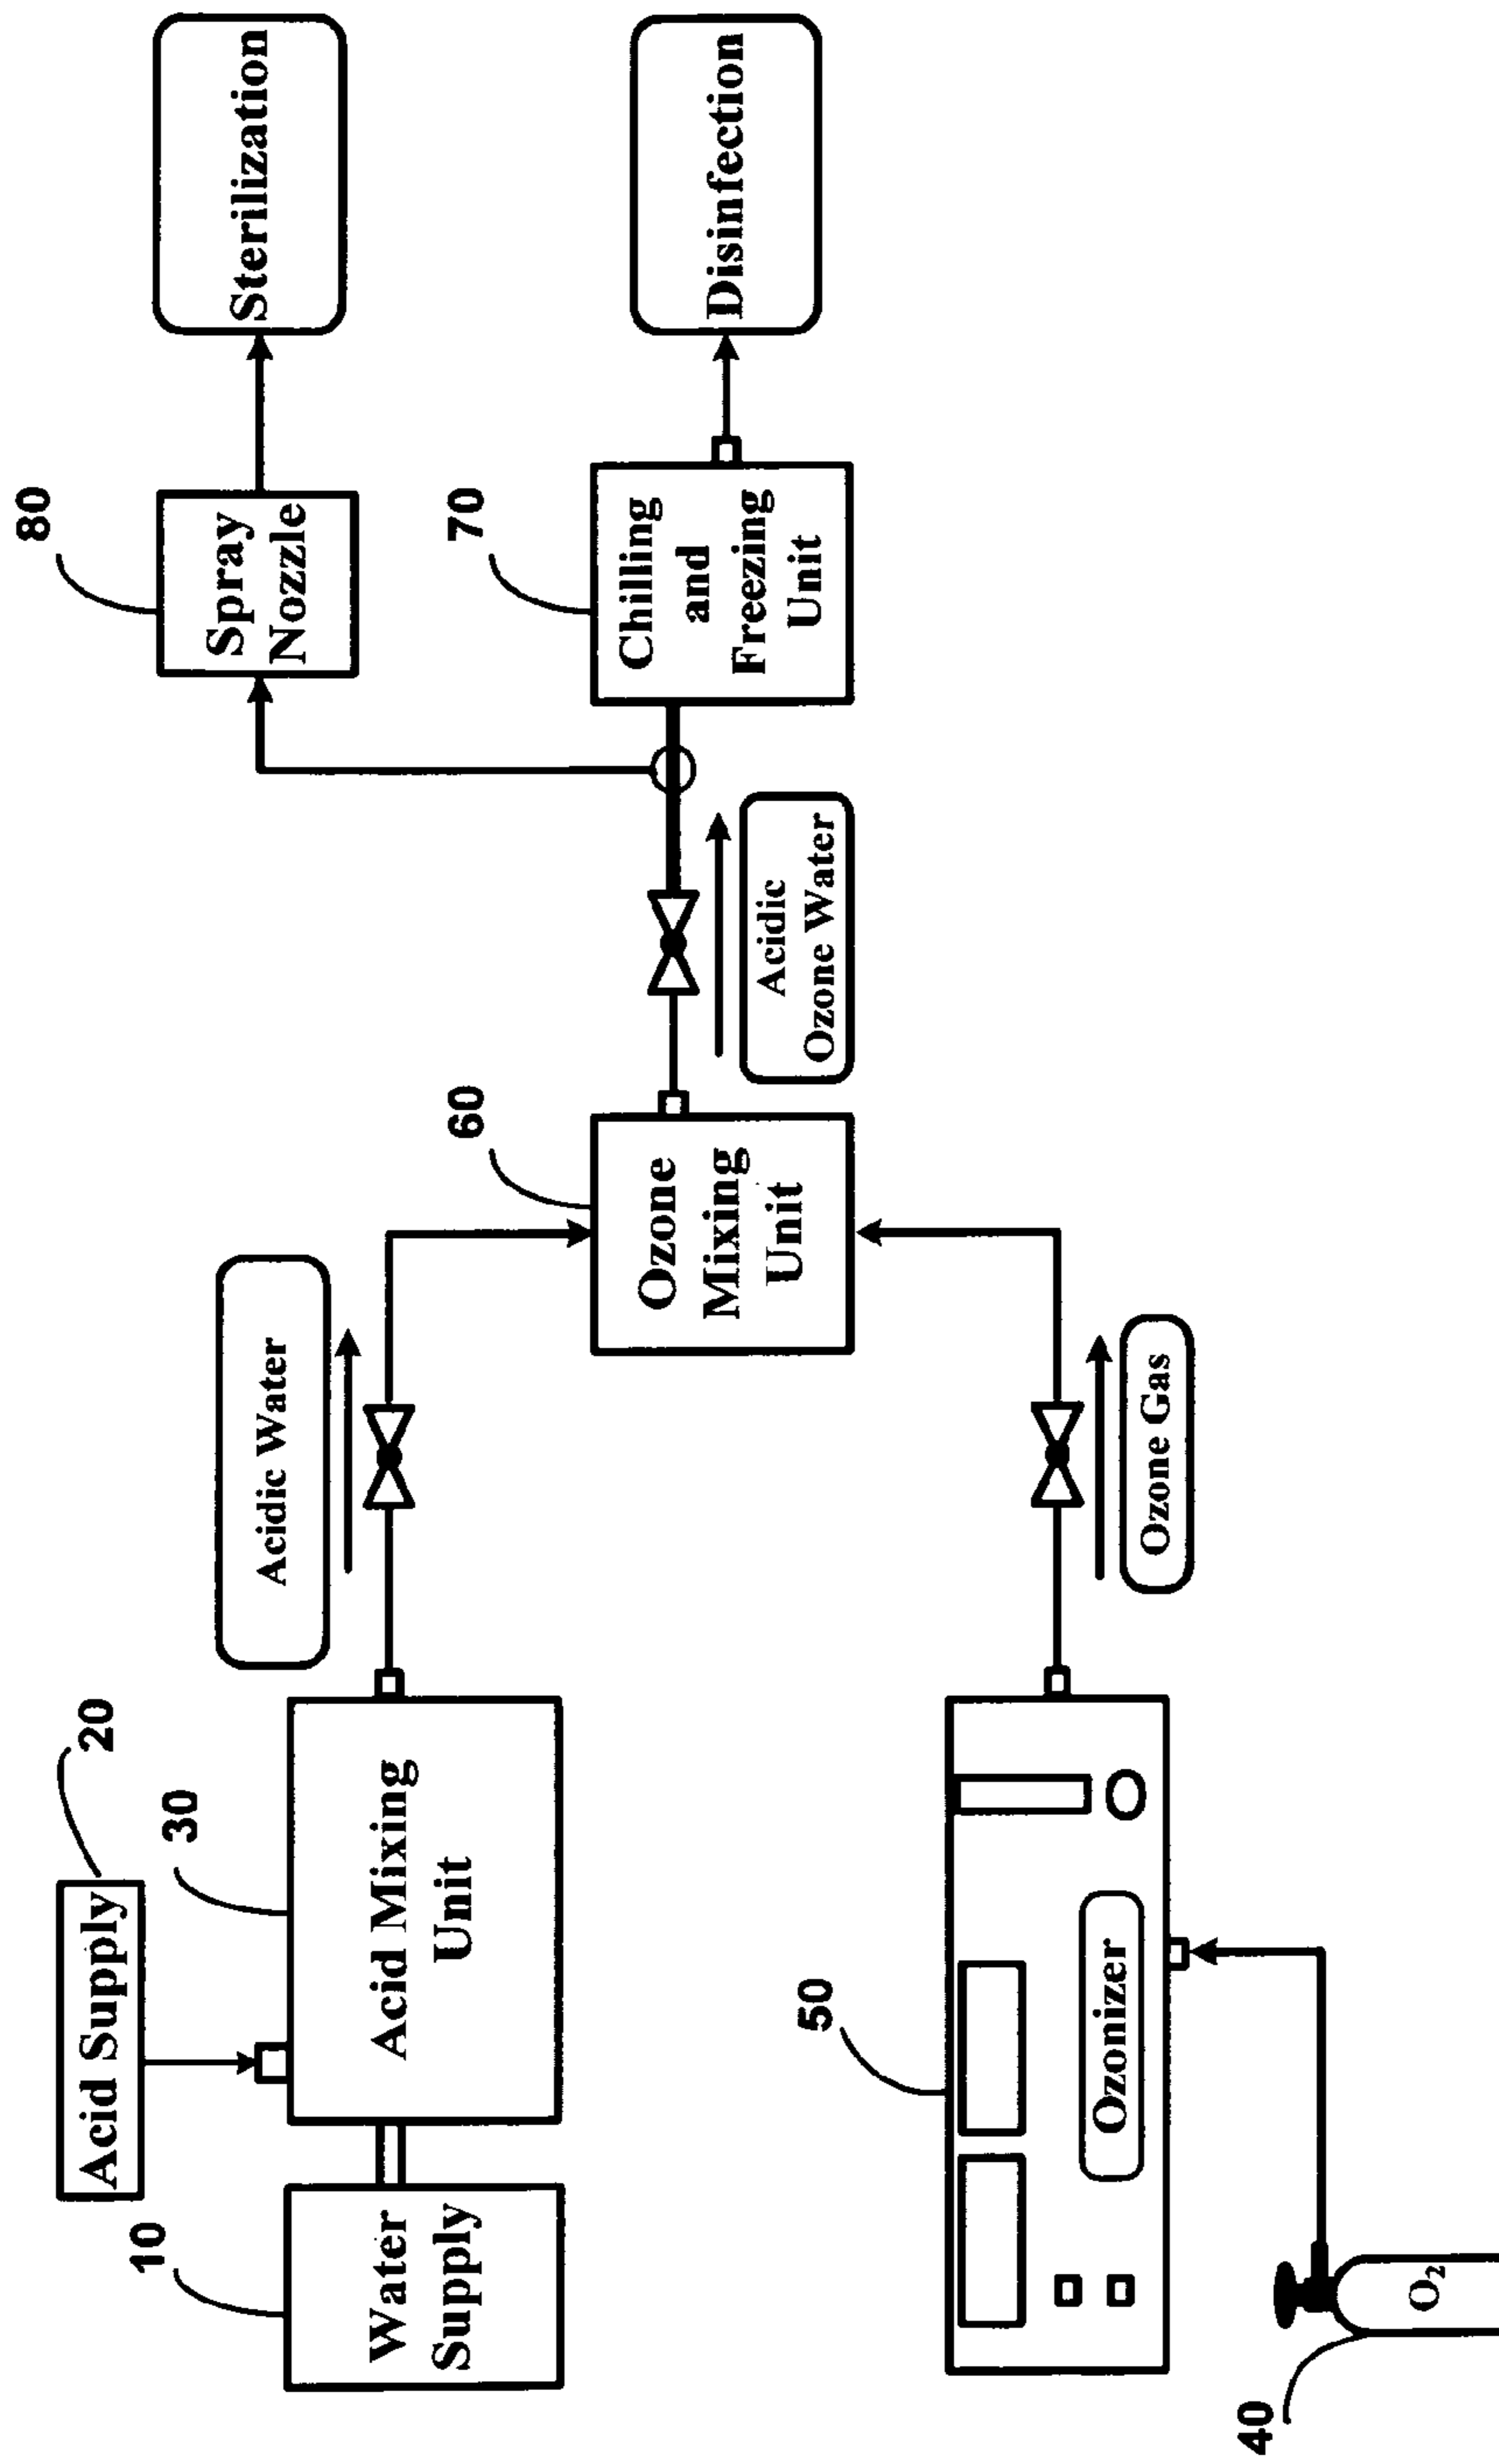 20
Acid Supply
30
10
Water
Supply
Acid Mixing
Unit
Acidic Water
60
Ozone
Mixing
Unit
Acidic
Ozone Water
80
Spray
Nozzle
Sterilization
70
Chilling
and
Freezing
Unit
Disinfection
50
Ozonizer
Ozone Gas
40
O₂